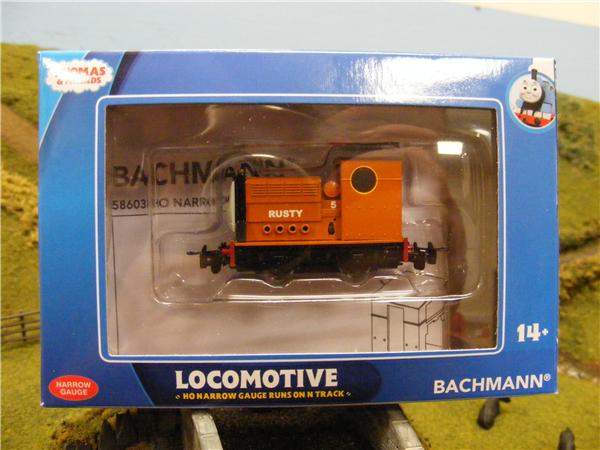 THOMAS
& FRIENDS
BACHMANN
58603 HO NARROW
5
RUSTY
14+
NARROW
GAUGE
LOCOMOTIVE
HO NARROW GAUGE RUNS ON N TRACK
BACHMANN®